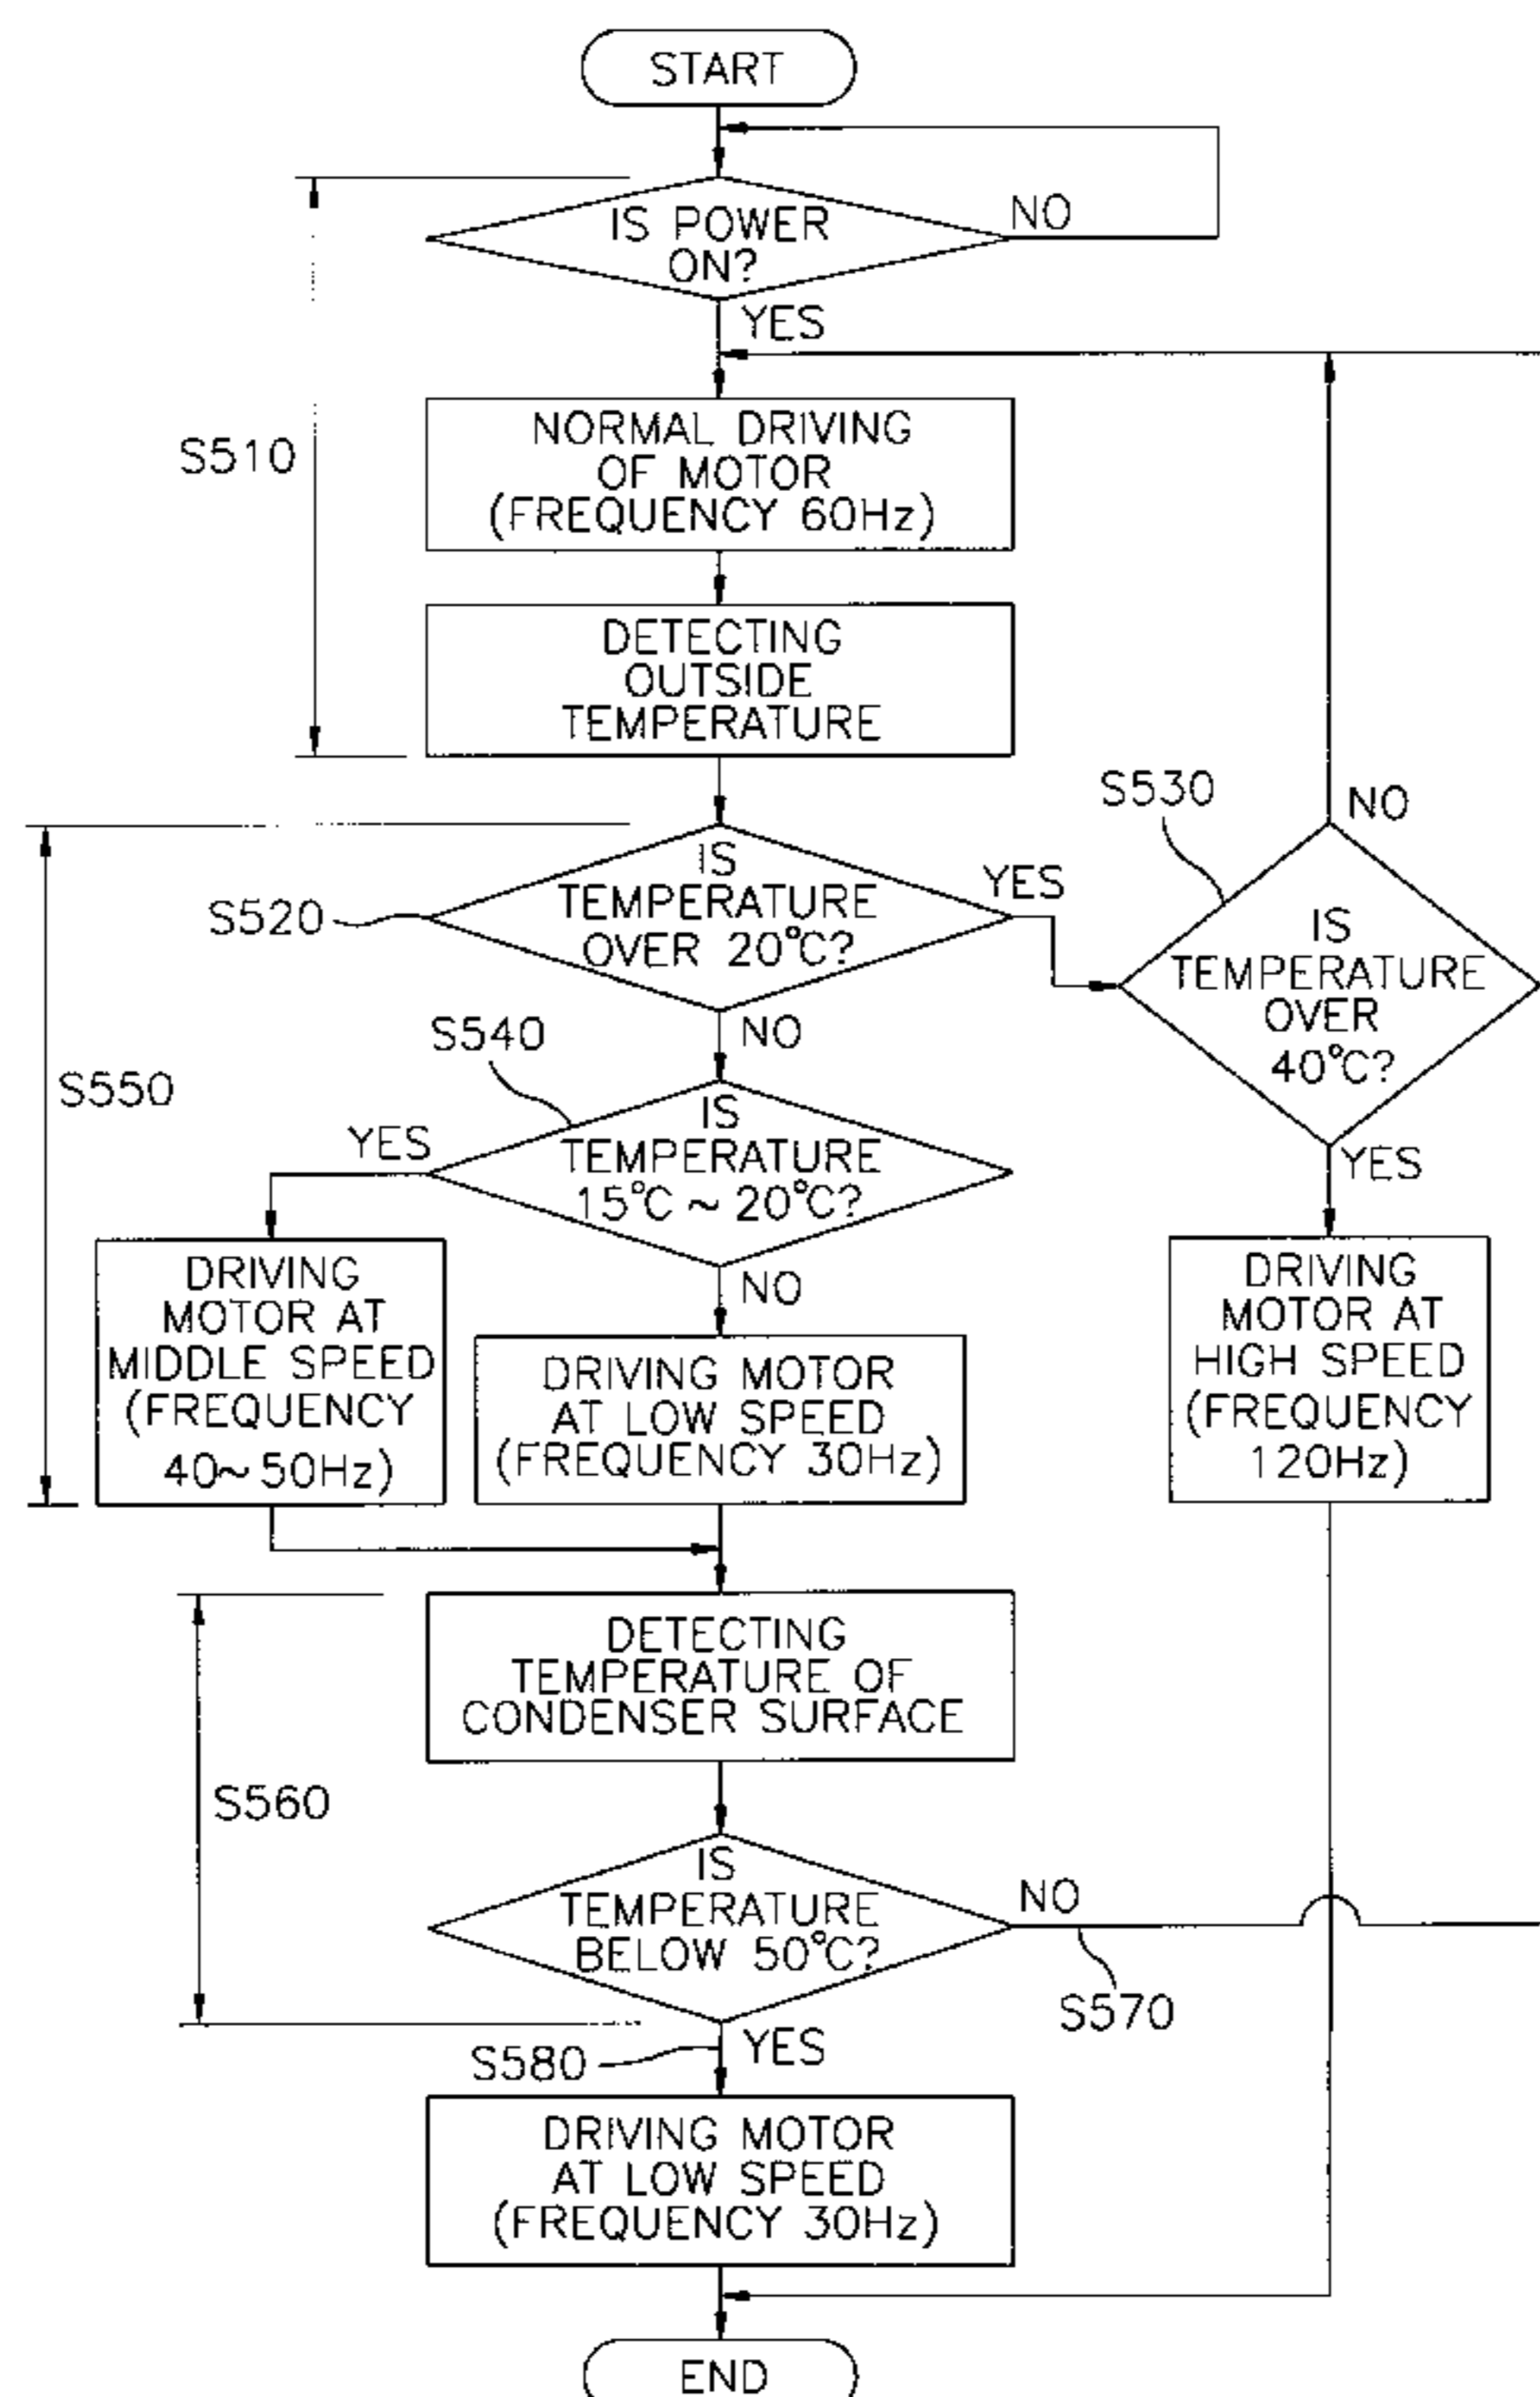 START
IS POWER
ON?
NO
YES
S510
NORMAL DRIVING
OF MOTOR
(FREQUENCY 60Hz)
DETECTING
OUTSIDE
TEMPERATURE
S520
IS
TEMPERATURE
OVER 20°C?
YES
NO
S530
NO
IS
TEMPERATURE
OVER
40°C?
YES
S540
S550
IS
TEMPERATURE
15°C ~ 20°C?
YES
NO
DRIVING
MOTOR AT
MIDDLE SPEED
(FREQUENCY
40~50Hz)
DRIVING MOTOR
AT LOW SPEED
(FREQUENCY 30Hz)
DRIVING
MOTOR AT
HIGH SPEED
(FREQUENCY
120Hz)
DETECTING
TEMPERATURE OF
CONDENSER SURFACE
S560
IS
TEMPERATURE
BELOW 50°C?
NO
S570
YES
S580
DRIVING MOTOR
AT LOW SPEED
(FREQUENCY 30Hz)
END